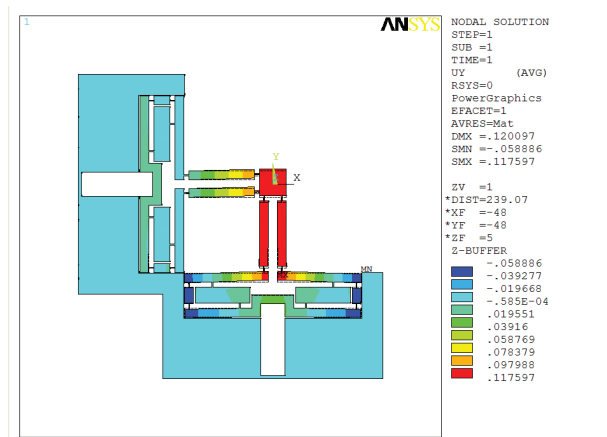 1
ANSYS
NODAL SOLUTION
STEP=1
SUB =1
TIME=1
UY (AVG)
RSYS=0
PowerGraphics
EFACET=1
AVRES=Mat
DMX =.120097
SMN =-.058886
SMX =.117597
ZV =1
*DIST=239.07
*XF =-48
*YF =-48
*ZF =5
Z-BUFFER
-.058886
-.039277
-.019668
-.585E-04
.019551
.03916
.058769
.078379
.097988
.117597
Y
X
MN